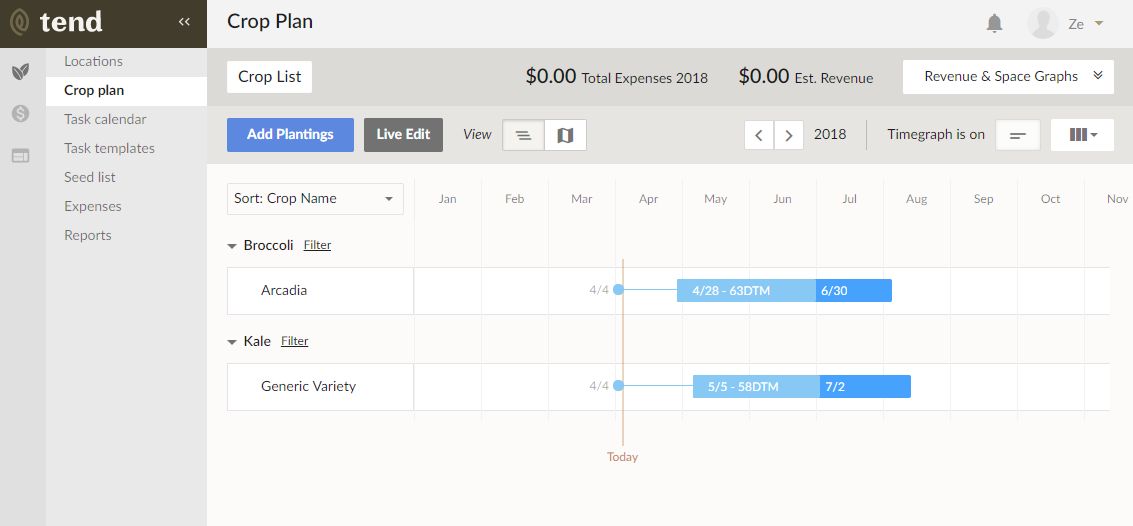 tend
Locations
Crop plan
Task calendar
Task templates
Seed list
Expenses
Reports
Crop Plan
Ze
Crop List
$0.00 Total Expenses 2018
$0.00 Est. Revenue
Revenue & Space Graphs
Add Plantings
Live Edit
View
2018
Timegraph is on
Sort: Crop Name
Jan Feb Mar Apr May Jun Jul Aug Sep Oct Nov
Broccoli Filter
Arcadia 4/4 4/28 - 63DTM 6/30
Kale Filter
Generic Variety 4/4 5/5 - 58DTM 7/2
Today